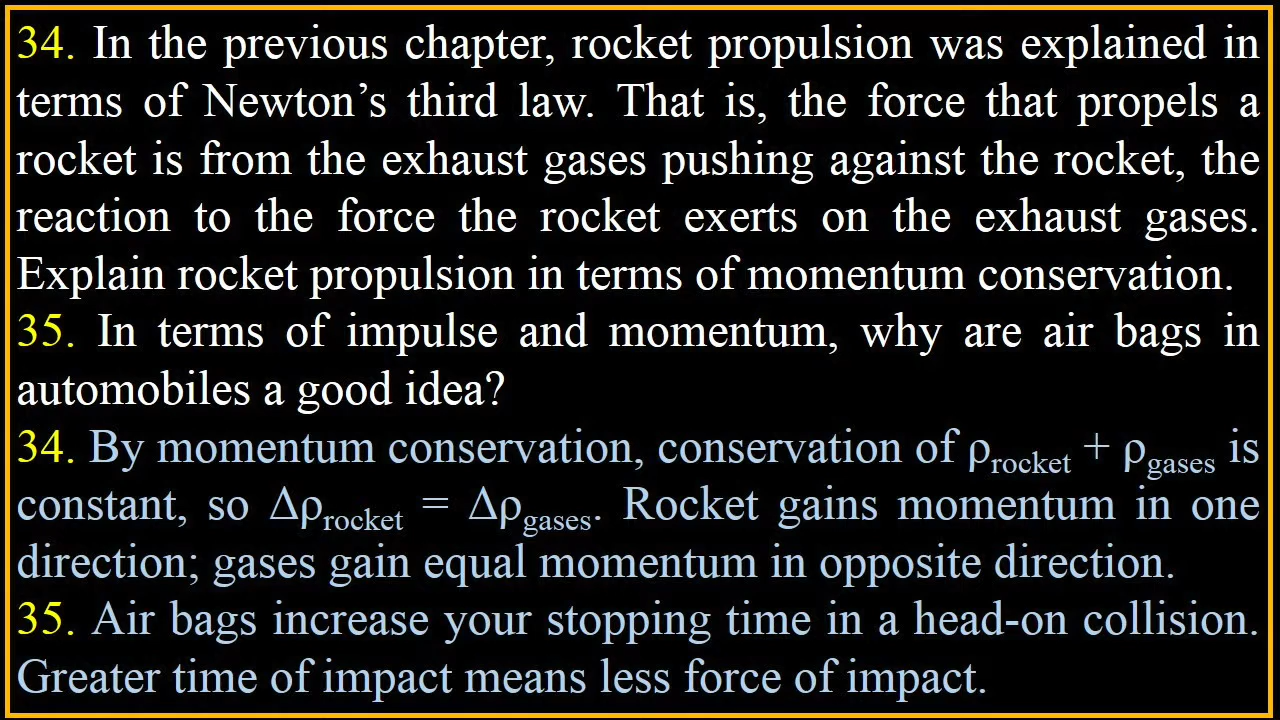 34. In the previous chapter, rocket propulsion was explained in
terms of Newton’s third law. That is, the force that propels a
rocket is from the exhaust gases pushing against the rocket, the
reaction to the force the rocket exerts on the exhaust gases.
Explain rocket propulsion in terms of momentum conservation.
35. In terms of impulse and momentum, why are air bags in
automobiles a good idea?
34. By momentum conservation, conservation of ρrocket + ρgases is
constant, so Δρrocket = Δρgases. Rocket gains momentum in one
direction; gases gain equal momentum in opposite direction.
35. Air bags increase your stopping time in a head-on collision.
Greater time of impact means less force of impact.